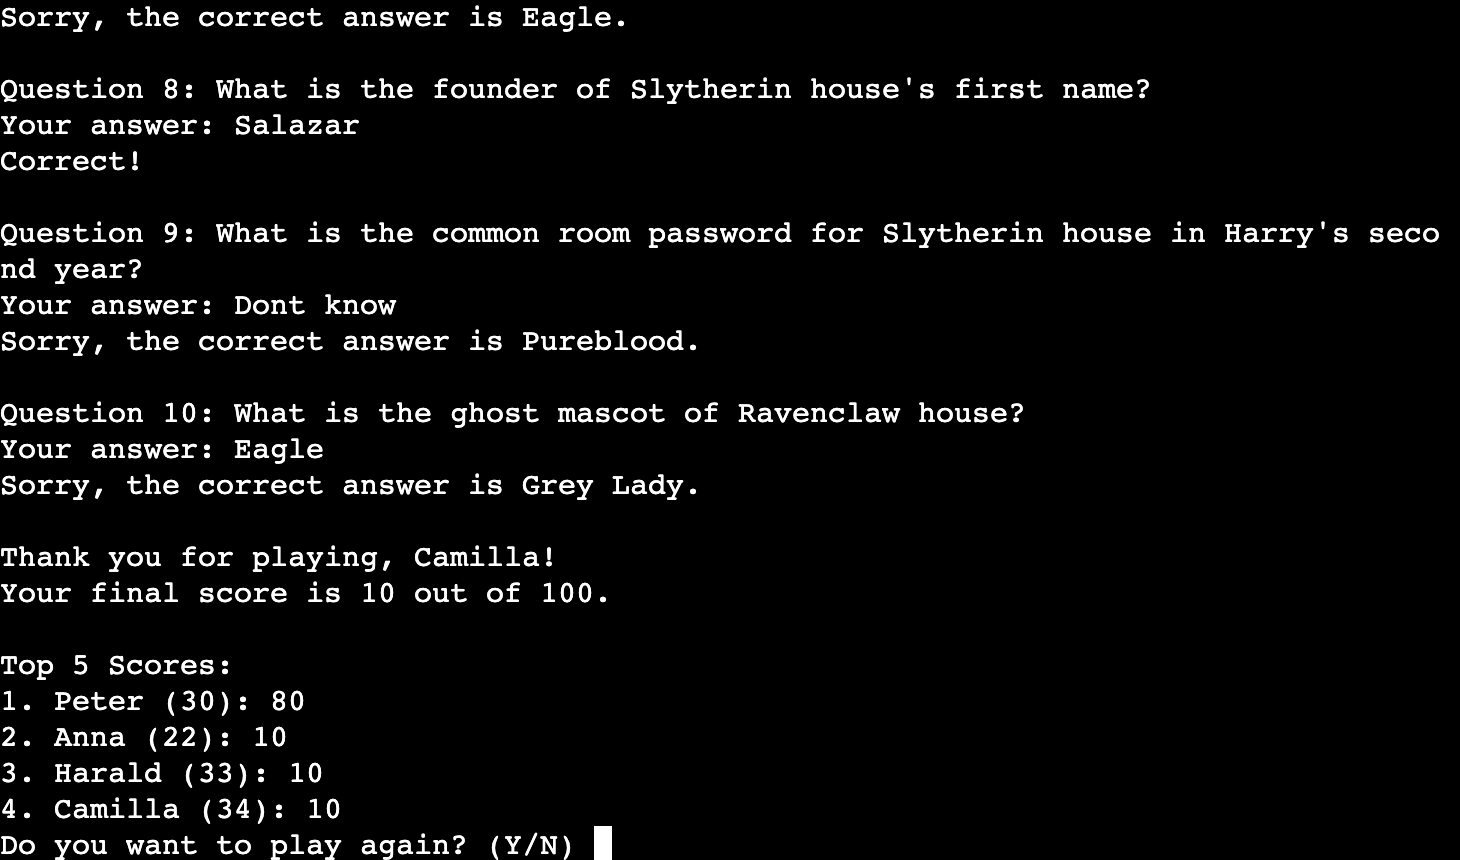 Sorry, the correct answer is Eagle.
Question 8: What is the founder of Slytherin house's first name?
Your answer: Salazar
Correct!
Question 9: What is the common room password for Slytherin house in Harry's seco
nd year?
Your answer: Dont know
Sorry, the correct answer is Pureblood.
Question 10: What is the ghost mascot of Ravenclaw house?
Your answer: Eagle
Sorry, the correct answer is Grey Lady.
Thank you for playing, Camilla!
Your final score is 10 out of 100.
Top 5 Scores:
1. Peter (30): 80
2. Anna (22): 10
3. Harald (33): 10
4. Camilla (34): 10
Do you want to play again? (Y/N)